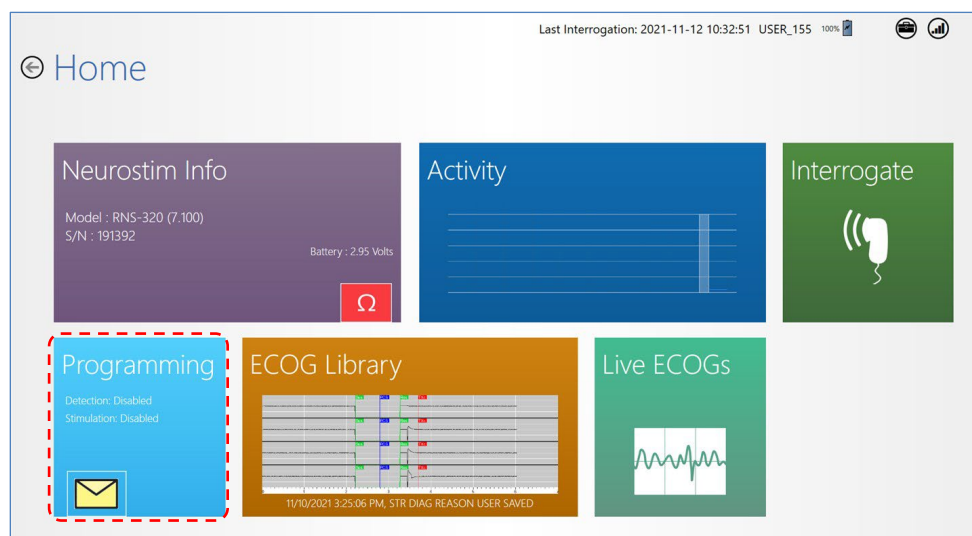 Last Interrogation: 2021-11-12 10:32:51 USER_155 100%
Home
Neurostim Info
Model : RNS-320 (7.100)
S/N : 191392
Battery : 2.95 Volts
Ω
Activity
Interrogate
Programming
Detection: Disabled
Stimulation: Disabled
ECOG Library
11/10/2021 3:25:06 PM, STR DIAG REASON USER SAVED
Live ECOGs